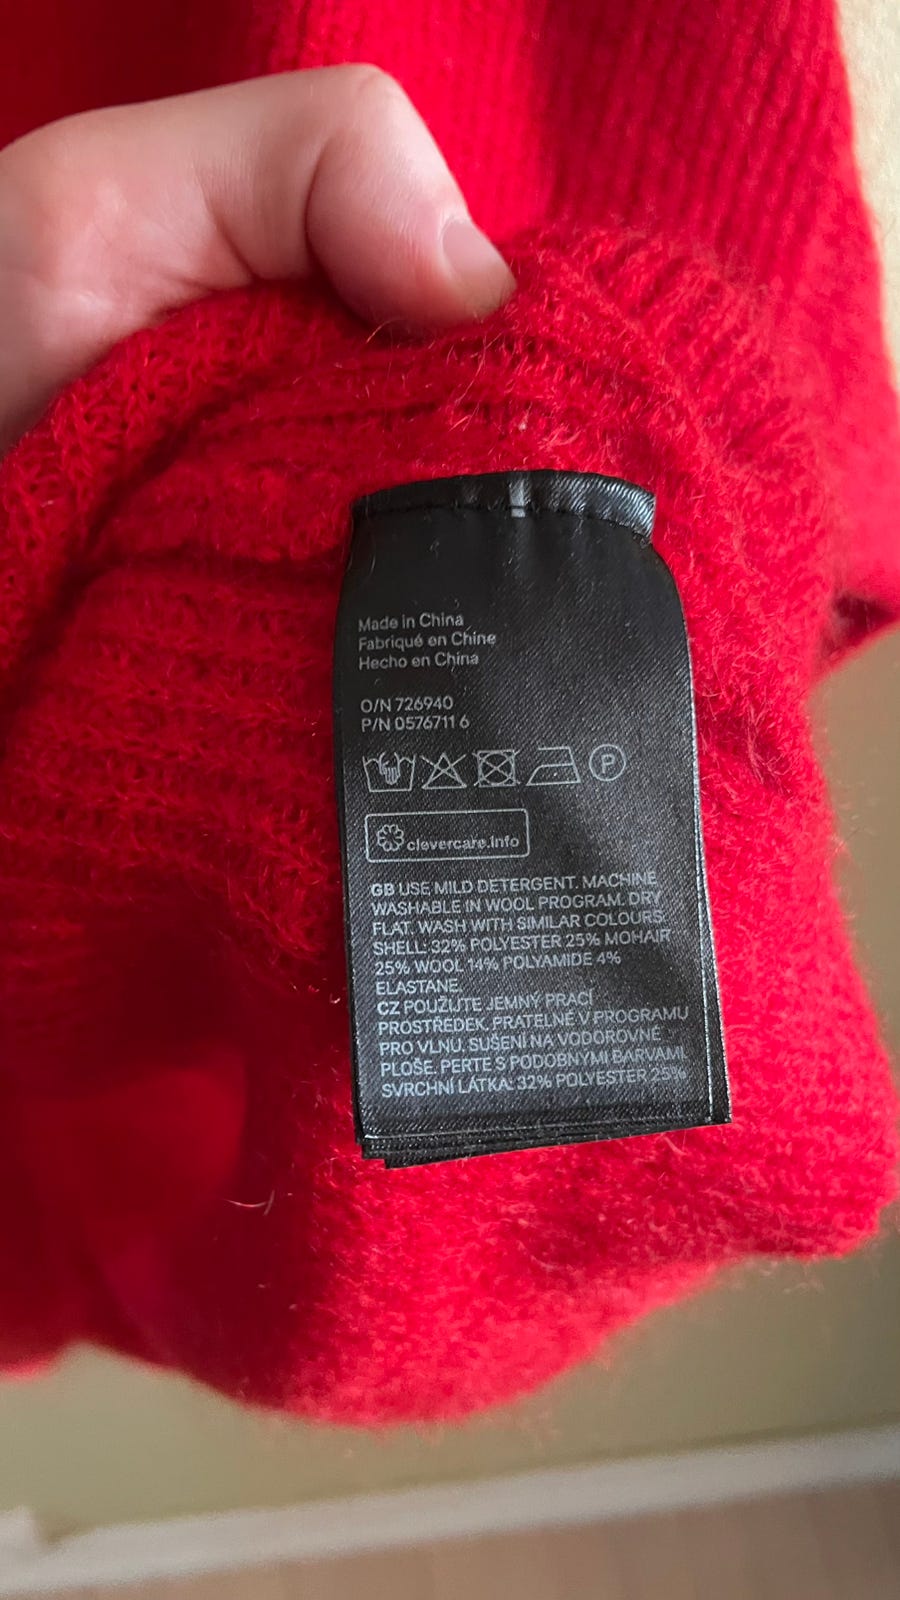 Made in China
Fabriqué en Chine
Hecho en China
O/N 726940
P/N 0576711 6
P
clevercare.info
GB USE MILD DETERGENT. MACHINE
WASHABLE IN WOOL PROGRAM. DRY
FLAT. WASH WITH SIMILAR COLOURS.
SHELL: 32% POLYESTER 25% MOHAIR
25% WOOL 14% POLYAMIDE 4%
ELASTANE.
CZ POUŽIJTE JEMNÝ PRACÍ
PROSTŘEDEK. PRATELNÉ V PROGRAMU
PRO VLNU. SUŠENÍ NA VODOROVNÉ
PLOŠE. PERTE S PODOBNÝMI BARVAMI.
SVRCHNÍ LÁTKA: 32% POLYESTER 25%